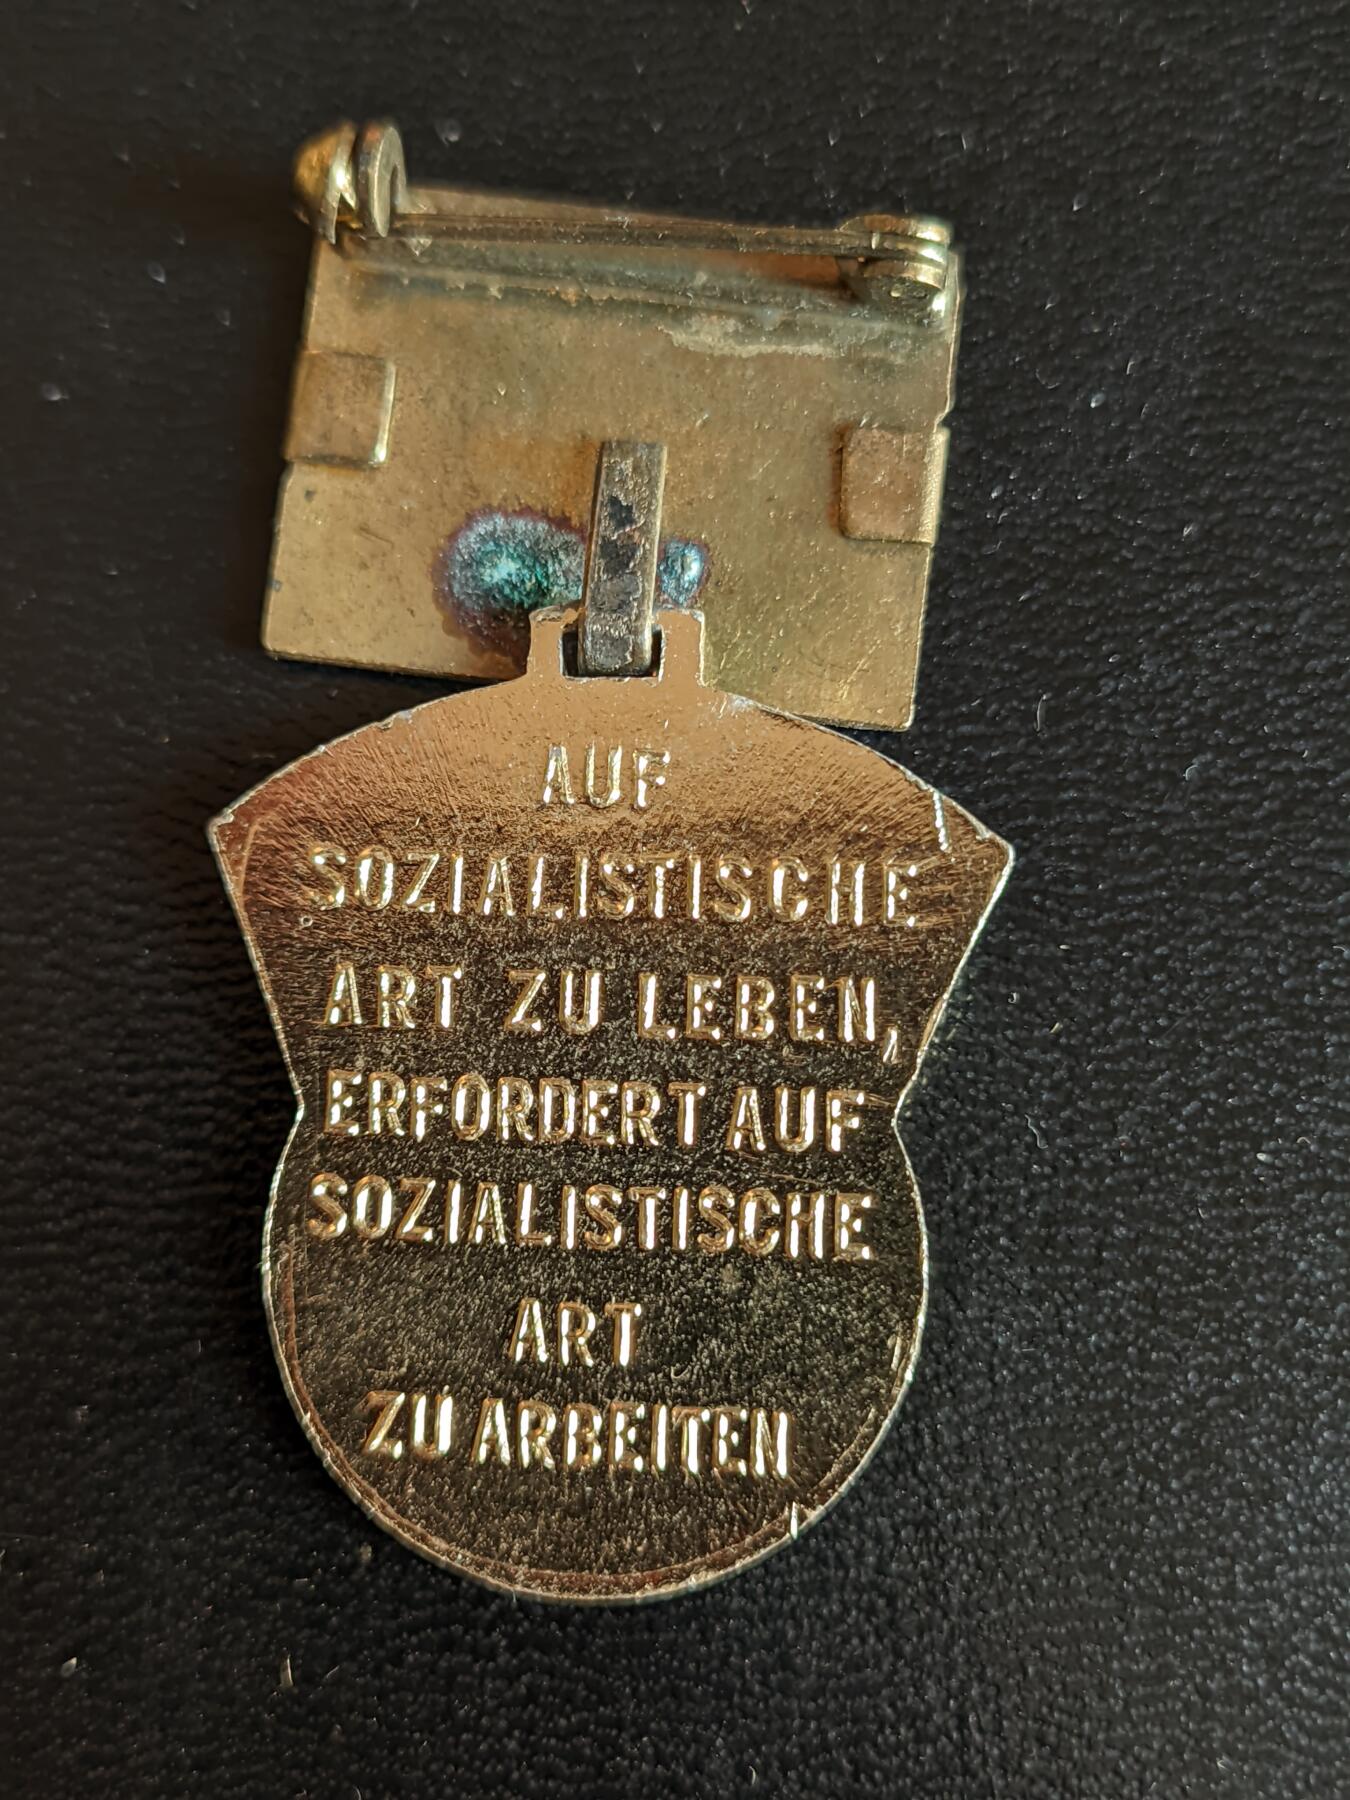 AUF
SOZIALISTISCHE
ART ZU LEBEN,
ERFORDERT AUF
SOZIALISTISCHE
ART
ZU ARBEITEN